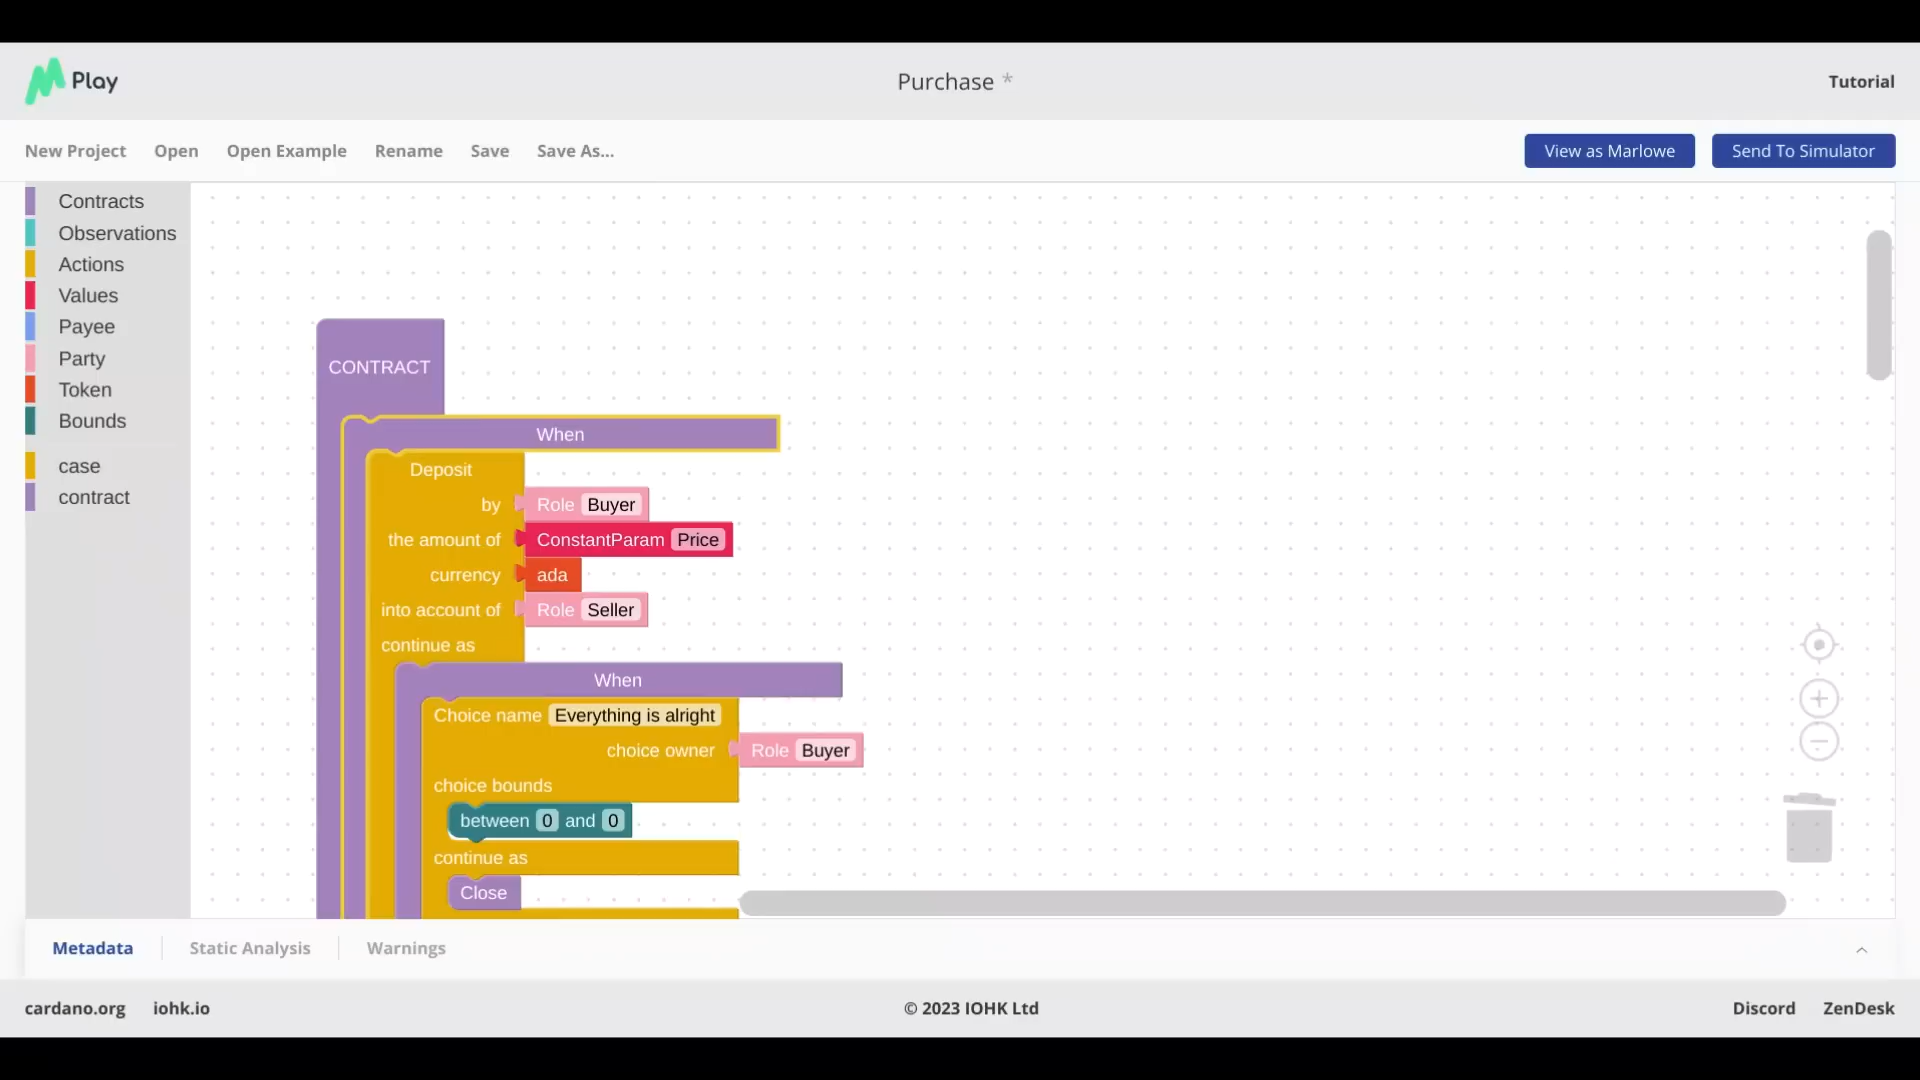 Play
Purchase *
Tutorial
New Project Open Open Example Rename Save Save As...
View as Marlowe Send To Simulator
Contracts
Observations
Actions
Values
Payee
Party
Token
Bounds
case
contract
CONTRACT
When
Deposit
by Role Buyer
the amount of ConstantParam Price
currency ada
into account of Role Seller
continue as
When
Choice name Everything is alright
choice owner Role Buyer
choice bounds
between 0 and 0
continue as
Close
Metadata Static Analysis Warnings
cardano.org iohk.io © 2023 IOHK Ltd Discord ZenDesk